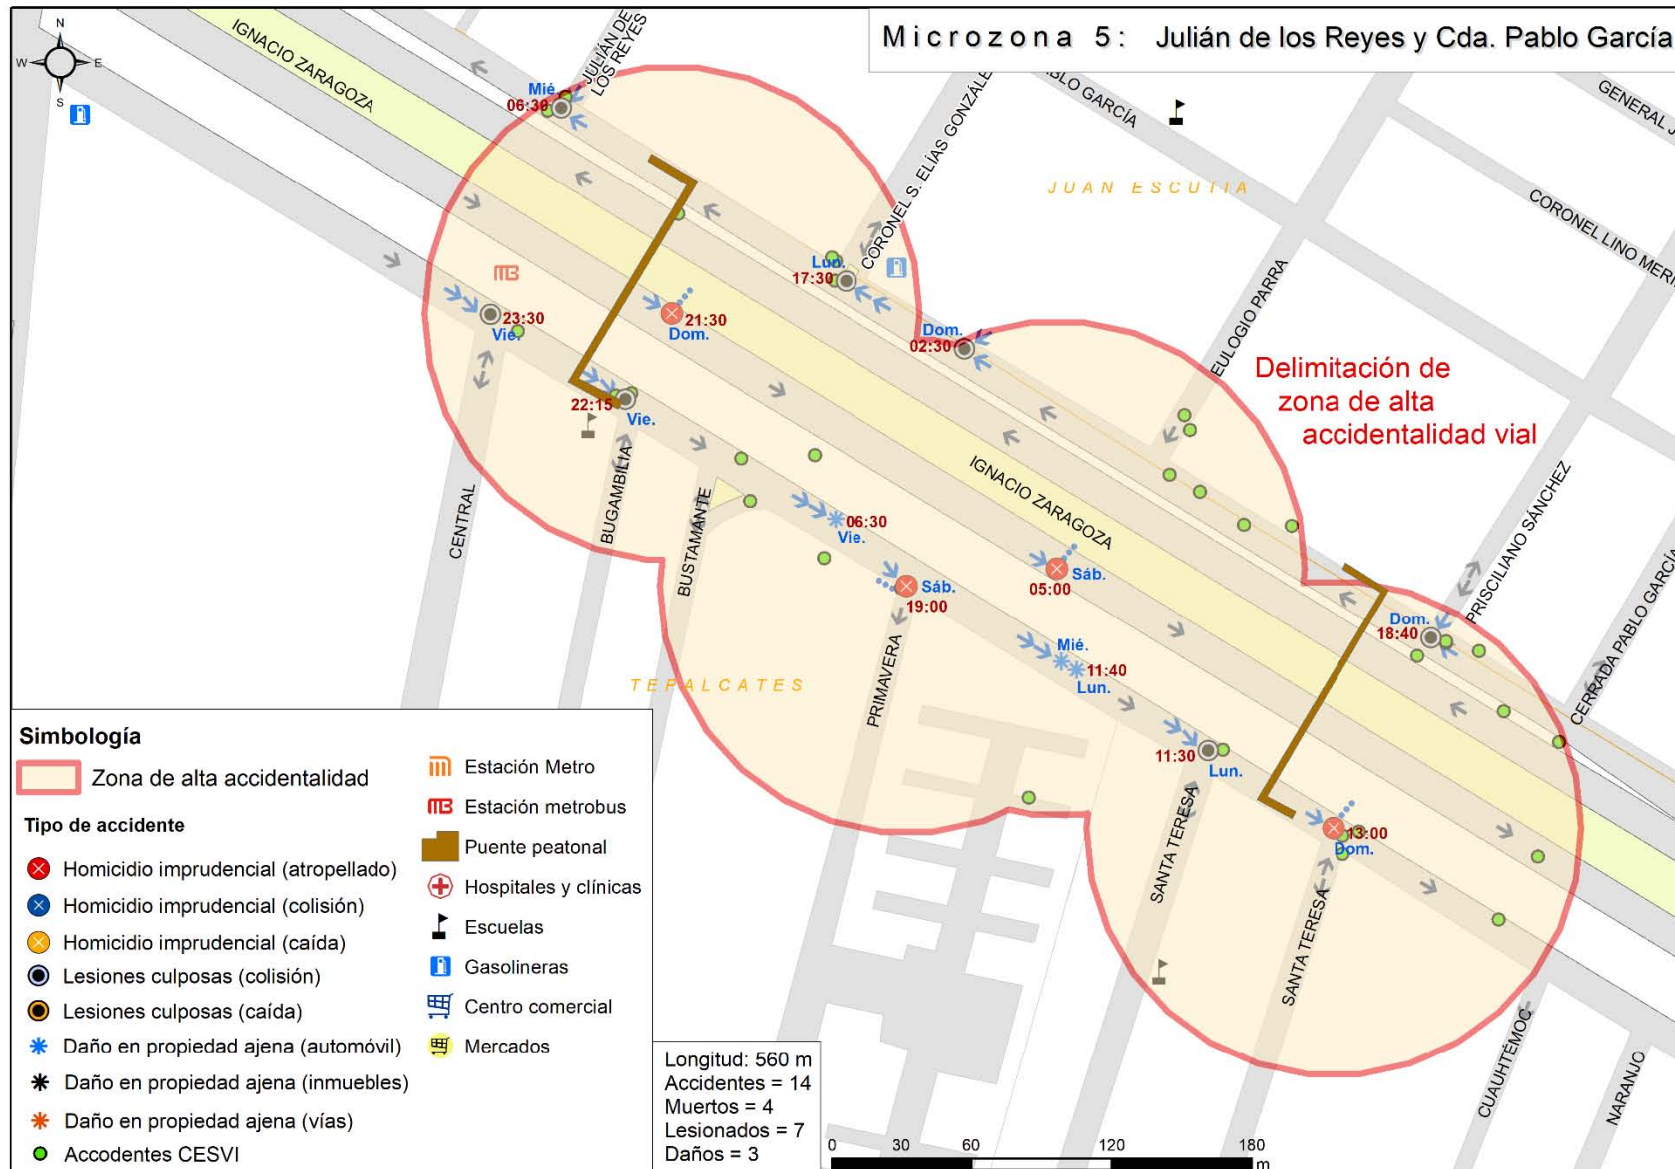 Microzona 5: Julián de los Reyes y Cda. Pablo García
N
W
E
S
IGNACIO ZARAGOZA
JULIÁN DE
LOS REYES
Mié.
06:30
PABLO GARCÍA
GENERAL J
CORONEL S. ELÍAS GONZÁLE
JUAN ESCUTIA
CORONEL LINO MERI
Lun.
17:30
EULOGIO PARRA
23:30
Vie.
21:30
Dom.
Dom.
02:30
Delimitación de
zona de alta
accidentalidad vial
22:15
Vie.
IGNACIO ZARAGOZA
PRISCILIANO SÁNCHEZ
CENTRAL
BUGAMBILIA
BUSTAMANTE
06:30
Vie.
Sáb.
19:00
Sáb.
05:00
CERRADA PABLO GARCÍA
Dom.
18:40
Mié.
11:40
Lun.
TEPALCATES
PRIMAVERA
11:30
Lun.
SANTA TERESA
13:00
Dom.
SANTA TERESA
CUAUHTÉMOC
NARANJO
Simbología
Zona de alta accidentalidad
Tipo de accidente
Homicidio imprudencial (atropellado)
Homicidio imprudencial (colisión)
Homicidio imprudencial (caída)
Lesiones culposas (colisión)
Lesiones culposas (caída)
Daño en propiedad ajena (automóvil)
Daño en propiedad ajena (inmuebles)
Daño en propiedad ajena (vías)
Accodentes CESVI
Estación Metro
Estación metrobus
Puente peatonal
Hospitales y clínicas
Escuelas
Gasolineras
Centro comercial
Mercados
Longitud: 560 m
Accidentes = 14
Muertos = 4
Lesionados = 7
Daños = 3
0 30 60 120 180
m